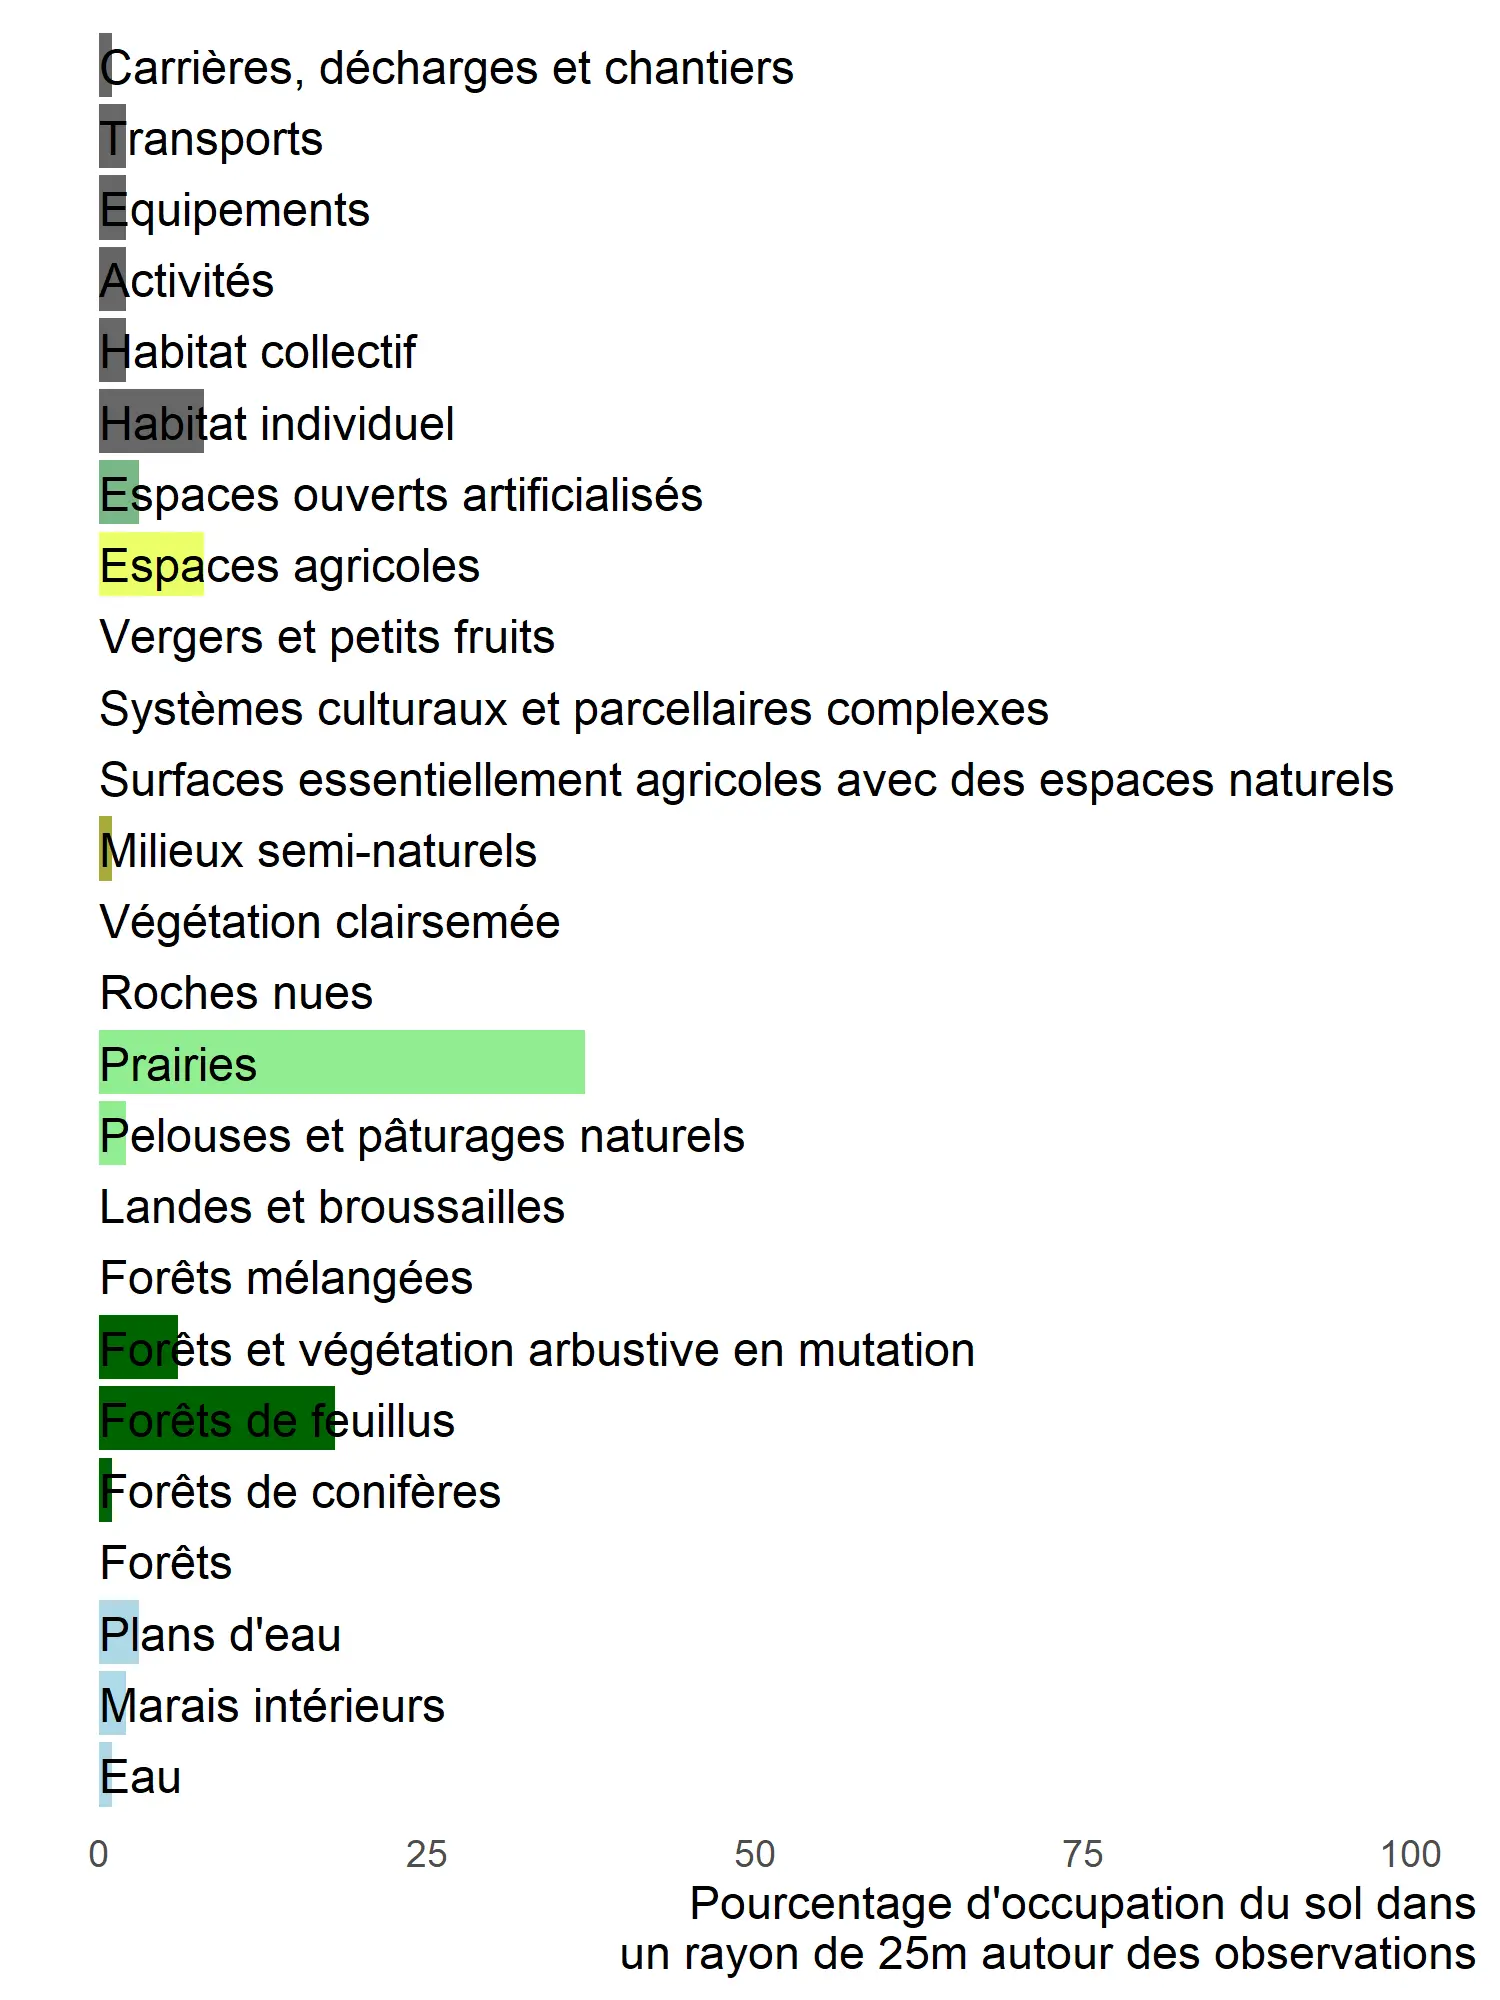 Carrières, décharges et chantiers
Transports
Equipements
Activités
Habitat collectif
Habitat individuel
Espaces ouverts artificialisés
Espaces agricoles
Vergers et petits fruits
Systèmes culturaux et parcellaires complexes
Surfaces essentiellement agricoles avec des espaces naturels
Milieux semi-naturels
Végétation clairsemée
Roches nues
Prairies
Pelouses et pâturages naturels
Landes et broussailles
Forêts mélangées
Forêts et végétation arbustive en mutation
Forêts de feuillus
Forêts de conifères
Forêts
Plans d'eau
Marais intérieurs
Eau
0 25 50 75 100
Pourcentage d'occupation du sol dans
un rayon de 25m autour des observations